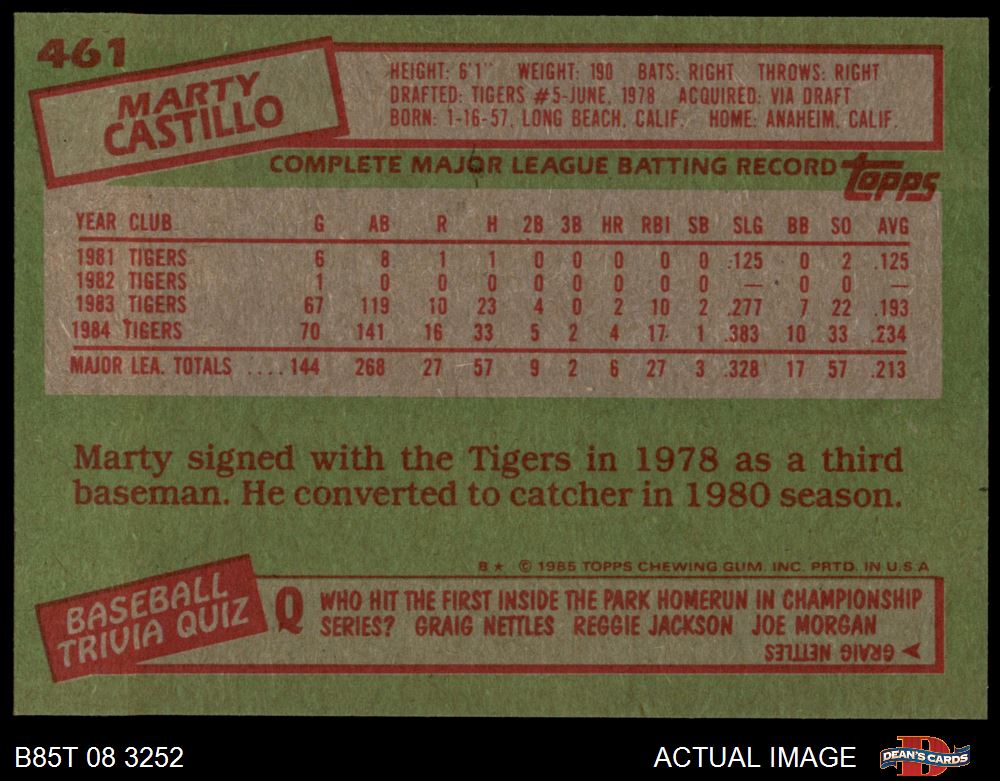 461
MARTY
CASTILLO
HEIGHT: 6'1" WEIGHT: 190 BATS: RIGHT THROWS: RIGHT
DRAFTED: TIGERS #5-JUNE, 1978 ACQUIRED: VIA DRAFT
BORN: 1-16-57, LONG BEACH, CALIF. HOME: ANAHEIM, CALIF.
COMPLETE MAJOR LEAGUE BATTING RECORD
topps
YEAR CLUB G AB R H 2B 3B HR RBI SB SLG BB SO AVG
1981 TIGERS 6 8 1 1 0 0 0 0 0 .125 0 2 .125
1982 TIGERS 1 0 0 0 0 0 0 0 0 — 0 0 —
1983 TIGERS 67 119 10 23 4 0 2 10 2 .277 7 22 .193
1984 TIGERS 70 141 16 33 5 2 4 17 1 .383 10 33 .234
MAJOR LEA. TOTALS .... 144 268 27 57 9 2 6 27 3 .328 17 57 .213
Marty signed with the Tigers in 1978 as a third
baseman. He converted to catcher in 1980 season.
B★ © 1985 TOPPS CHEWING GUM, INC. PRTD. IN U.S.A
BASEBALL
TRIVIA QUIZ
Q WHO HIT THE FIRST INSIDE THE PARK HOMERUN IN CHAMPIONSHIP
SERIES? GRAIG NETTLES REGGIE JACKSON JOE MORGAN
GRAIG NETTLES
B85T 08 3252
ACTUAL IMAGE
DEAN'S CARDS